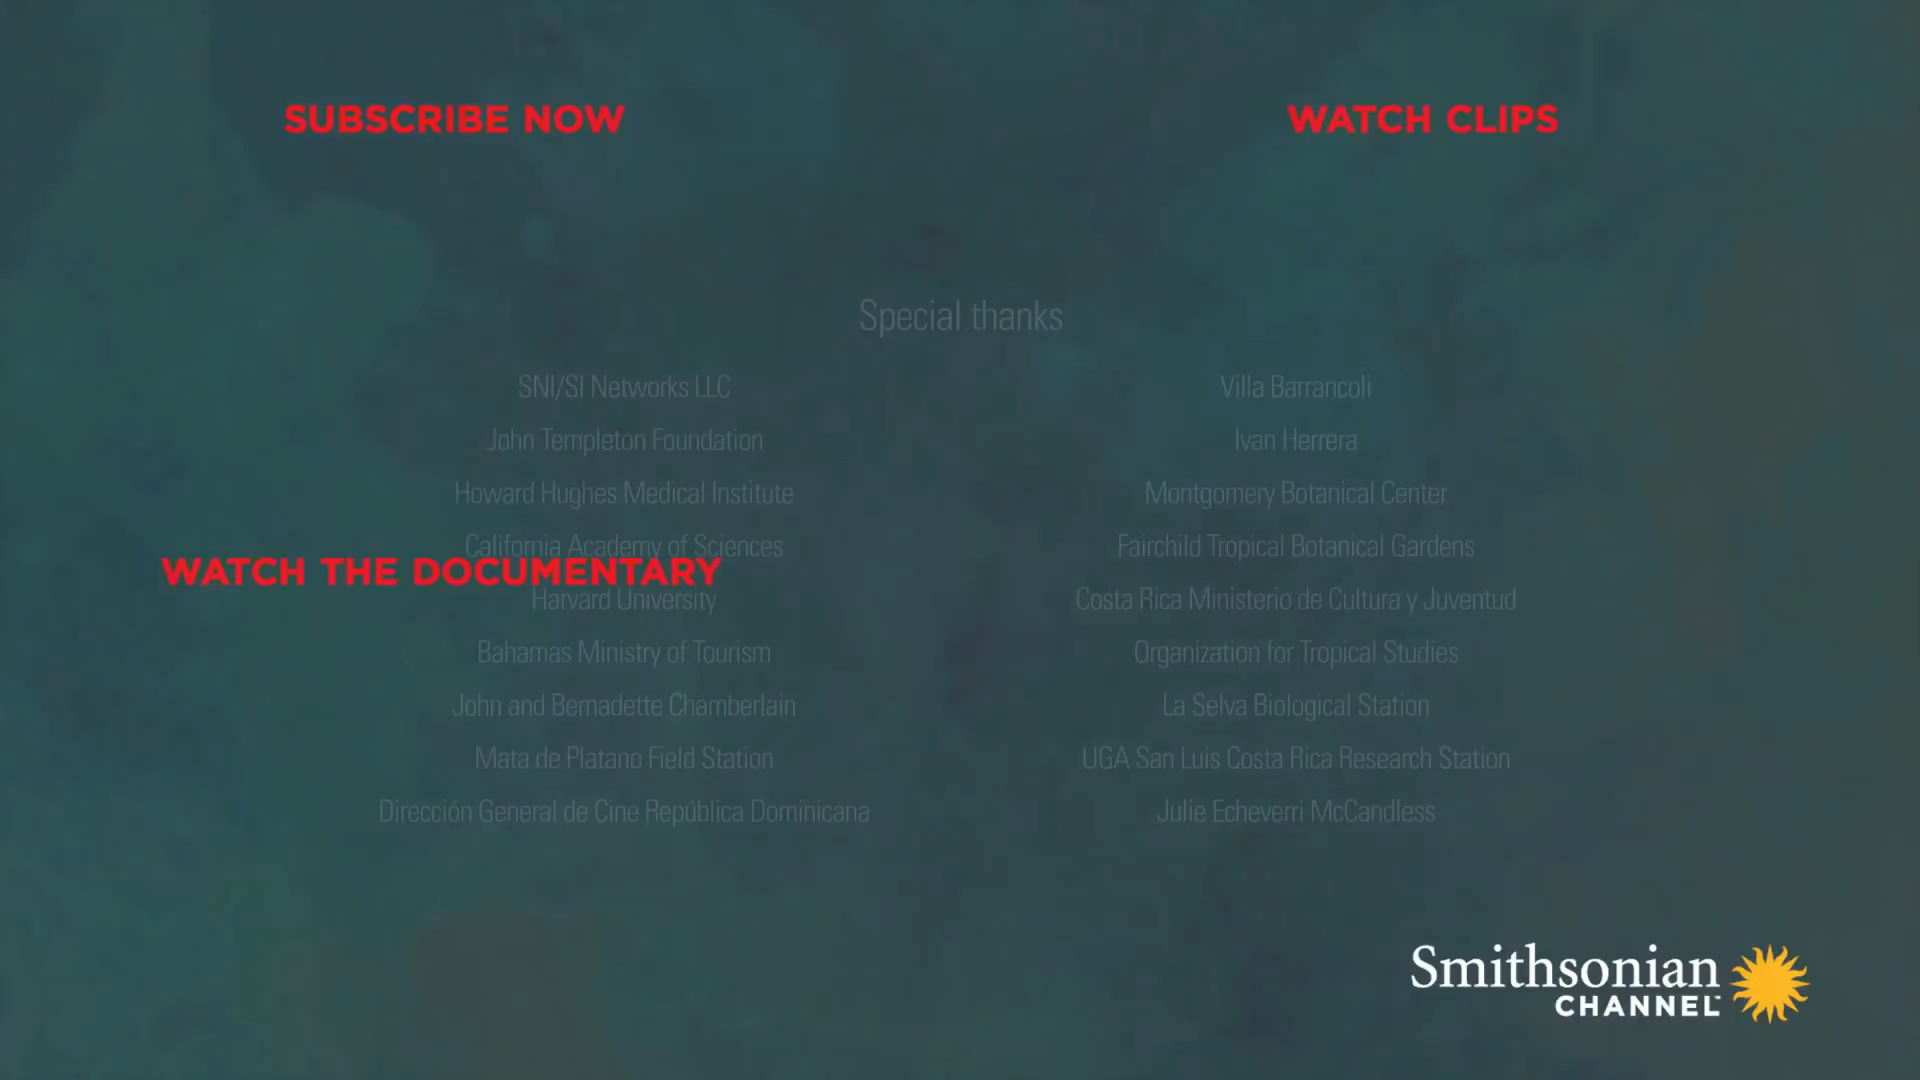 SUBSCRIBE NOW
WATCH CLIPS
Special thanks
SNI/SI Networks LLC
John Templeton Foundation
Howard Hughes Medical Institute
California Academy of Sciences
WATCH THE DOCUMENTARY
Harvard University
Bahamas Ministry of Tourism
John and Bernadette Chamberlain
Mata de Platano Field Station
Dirección General de Cine República Dominicana
Villa Barrancoli
Ivan Herrera
Montgomery Botanical Center
Fairchild Tropical Botanical Gardens
Costa Rica Ministerio de Cultura y Juventud
Organization for Tropical Studies
La Selva Biological Station
UGA San Luis Costa Rica Research Station
Julie Echeverri McCandless
Smithsonian
CHANNEL™